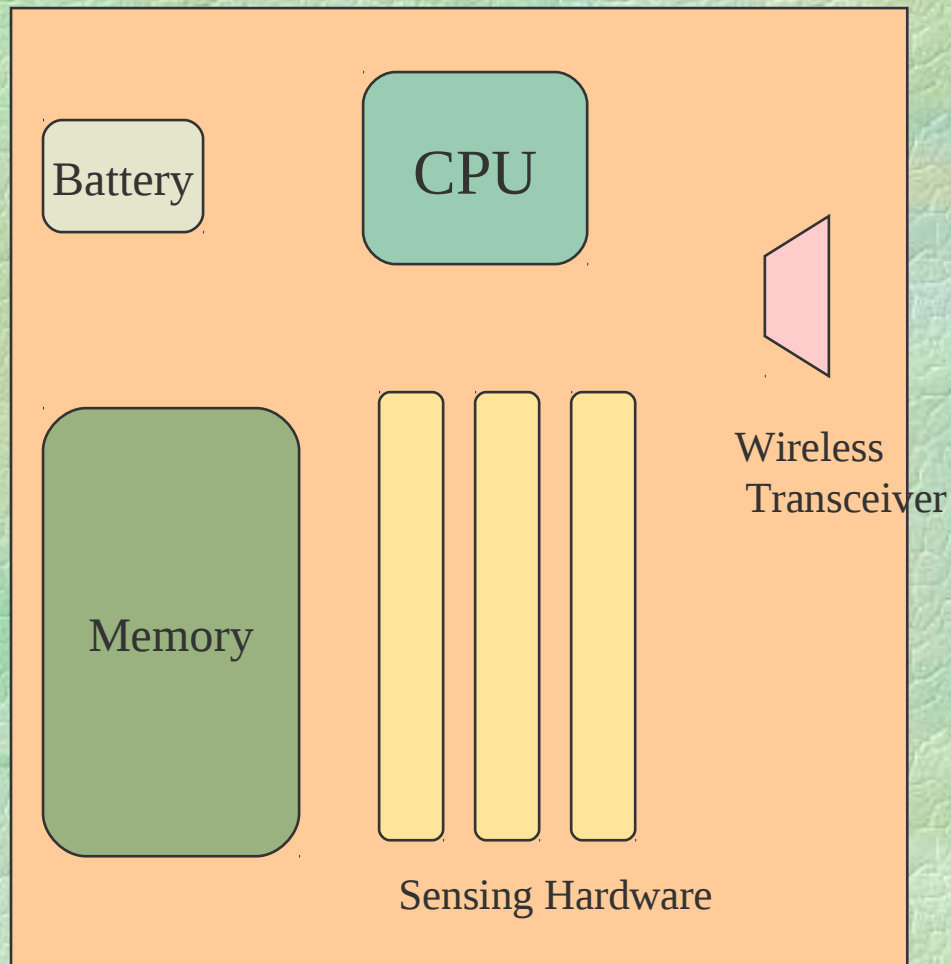 CPU
Battery
Wireless
Transceiver
Memory
Sensing Hardware